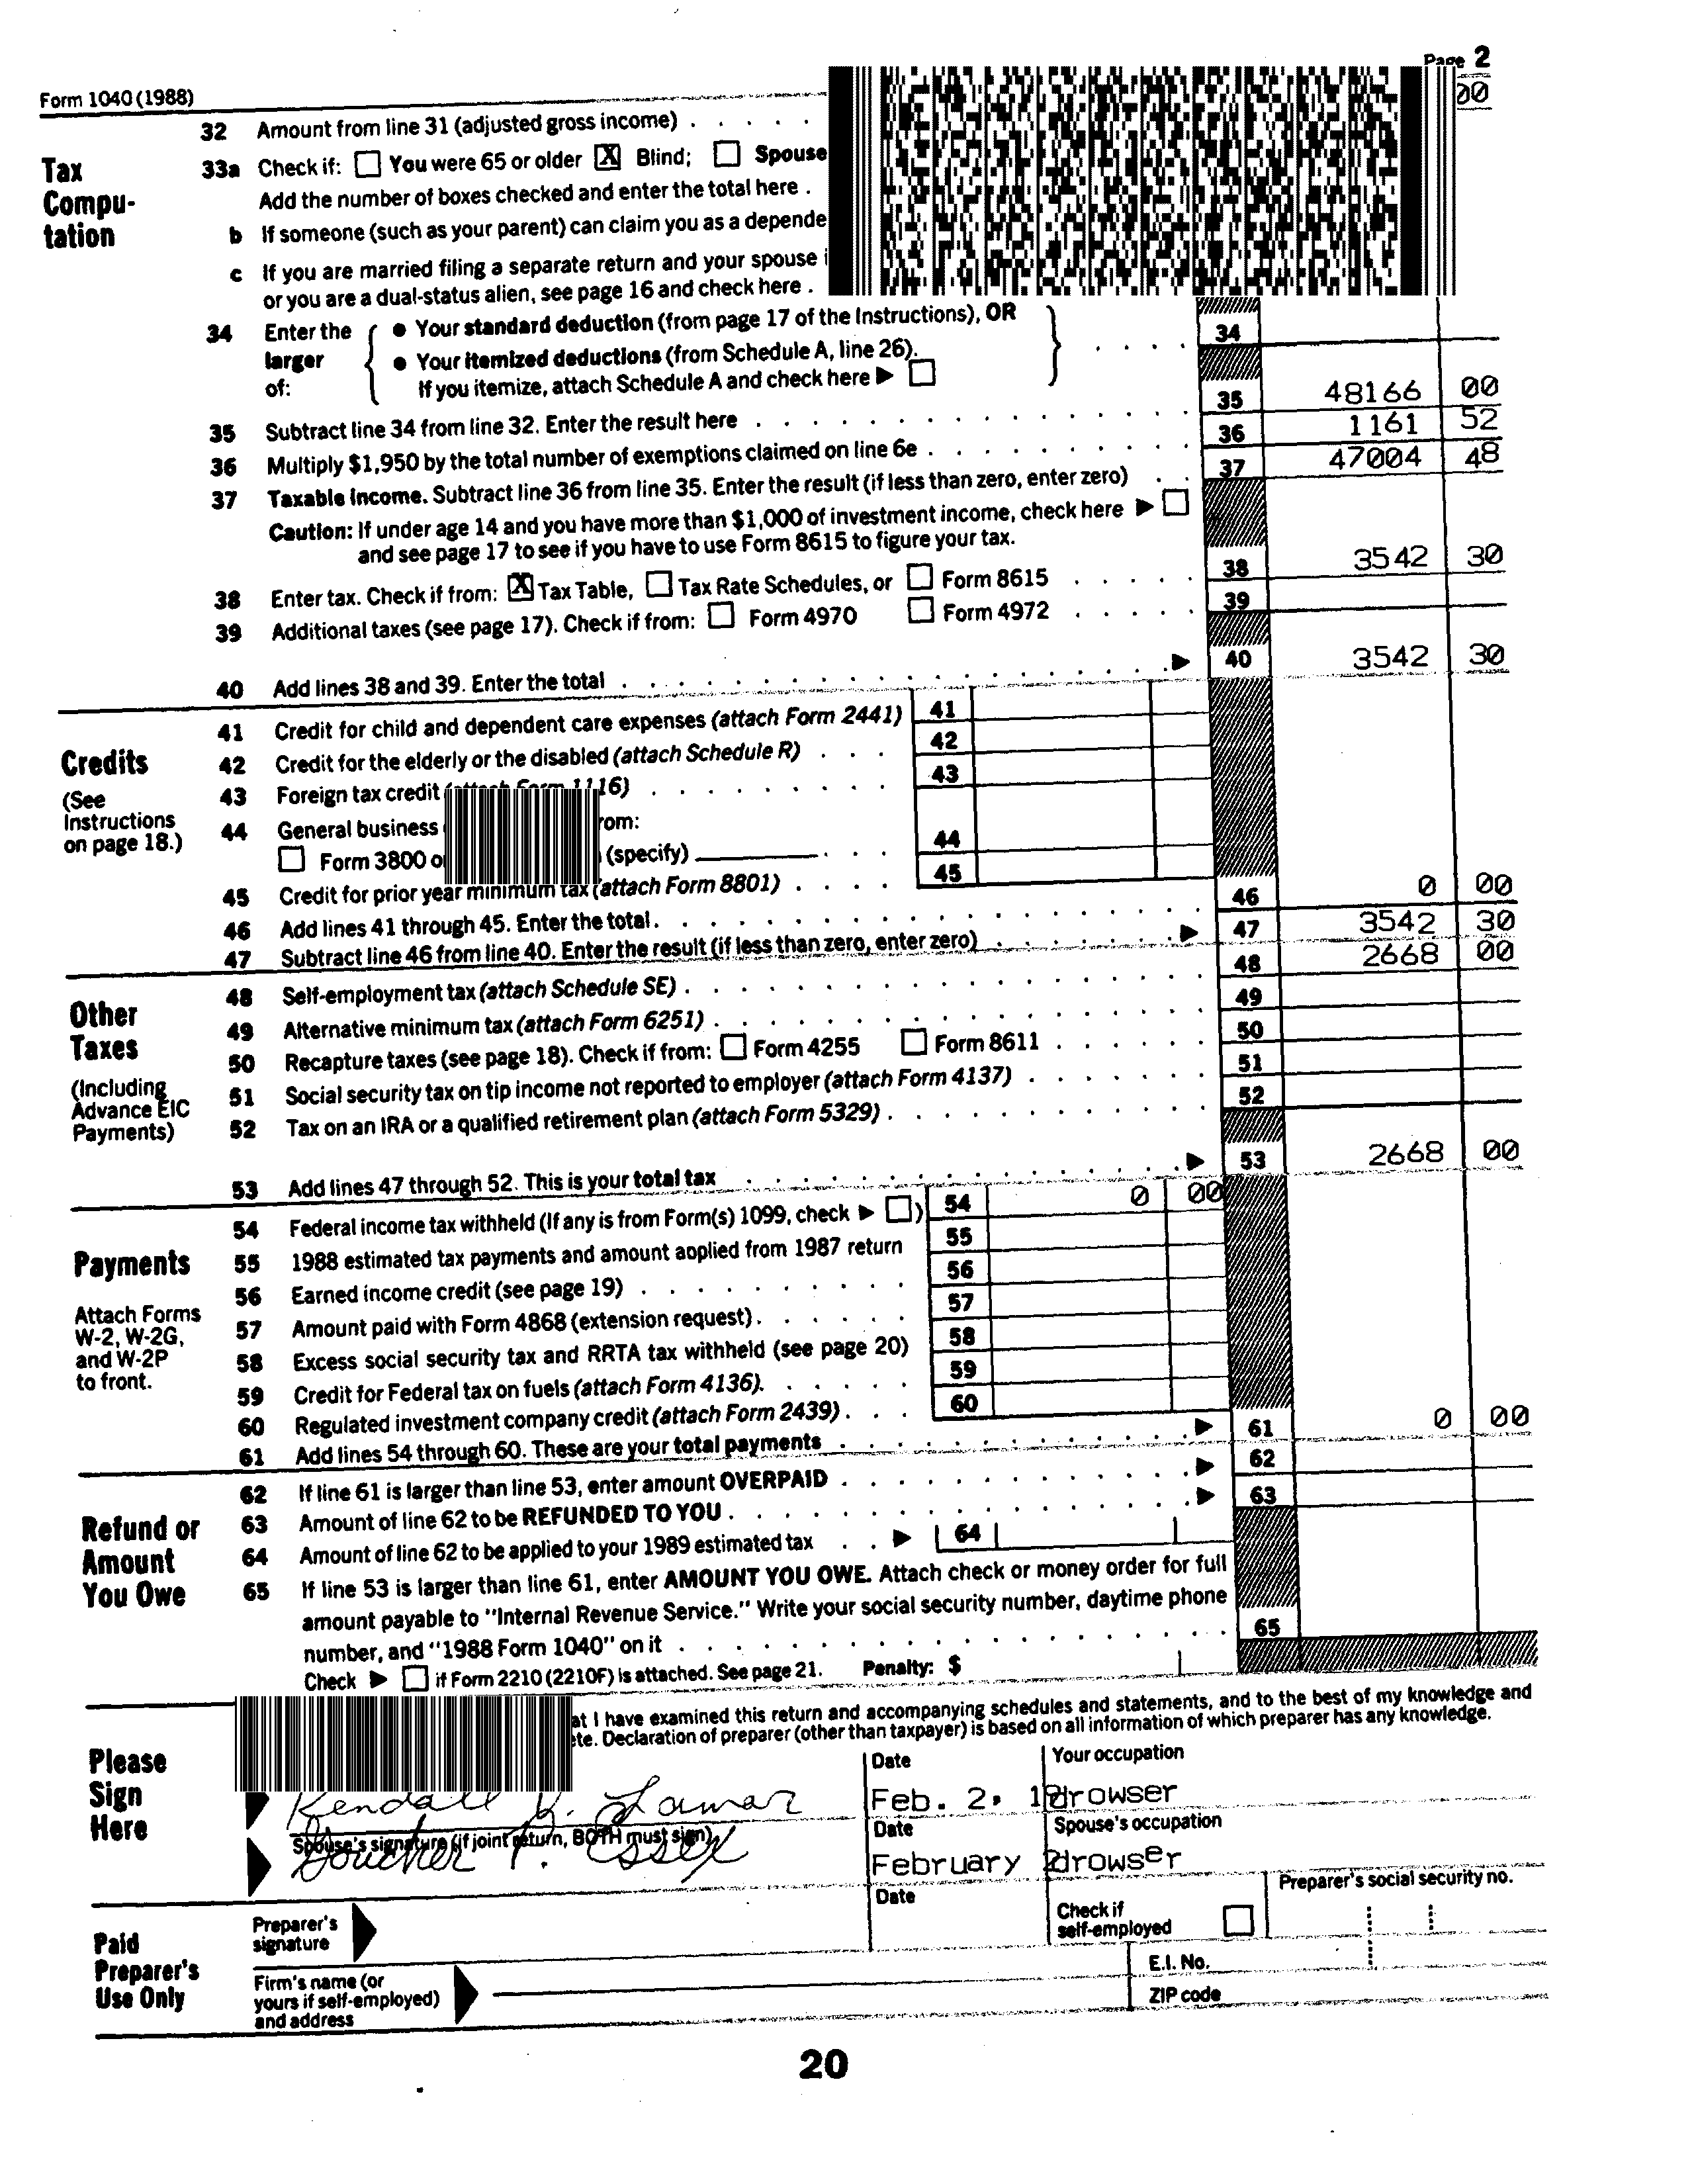 Page 2
Form 1040 (1988)
00
32 Amount from line 31 (adjusted gross income)
Tax Compu-tation
33a Check if: You were 65 or older X Blind; Spouse
Add the number of boxes checked and enter the total here .
b If someone (such as your parent) can claim you as a depende
c If you are married filing a separate return and your spouse i
or you are a dual-status alien, see page 16 and check here .
34 Enter the larger of:
• Your standard deduction (from page 17 of the Instructions), OR
• Your itemized deductions (from Schedule A, line 26).
If you itemize, attach Schedule A and check here ▶
34
35 Subtract line 34 from line 32. Enter the result here 35 48166 00
36 Multiply $1,950 by the total number of exemptions claimed on line 6e 36 1161 52
37 Taxable income. Subtract line 36 from line 35. Enter the result (if less than zero, enter zero) 37 47004 48
Caution: If under age 14 and you have more than $1,000 of investment income, check here ▶
and see page 17 to see if you have to use Form 8615 to figure your tax.
38 Enter tax. Check if from: X Tax Table, Tax Rate Schedules, or Form 8615 38 3542 30
39 Additional taxes (see page 17). Check if from: Form 4970 Form 4972 39
40 Add lines 38 and 39. Enter the total ▶ 40 3542 30
Credits
(See Instructions on page 18.)
41 Credit for child and dependent care expenses (attach Form 2441) 41
42 Credit for the elderly or the disabled (attach Schedule R) 42
43 Foreign tax credit (attach Form 1116) 43
44 General business rom:
Form 3800 o (specify) 44
45 Credit for prior year minimum tax (attach Form 8801) 45
46 Add lines 41 through 45. Enter the total 46 0 00
47 Subtract line 46 from line 40. Enter the result (if less than zero, enter zero) ▶ 47 3542 30
Other Taxes
(Including Advance EIC Payments)
48 Self-employment tax (attach Schedule SE) 48 2668 00
49 Alternative minimum tax (attach Form 6251) 49
50 Recapture taxes (see page 18). Check if from: Form 4255 Form 8611 50
51 Social security tax on tip income not reported to employer (attach Form 4137) 51
52 Tax on an IRA or a qualified retirement plan (attach Form 5329) 52
53 Add lines 47 through 52. This is your total tax ▶ 53 2668 00
Payments
Attach Forms W-2, W-2G, and W-2P to front.
54 Federal income tax withheld (If any is from Form(s) 1099, check ▶ ) 54 0 00
55 1988 estimated tax payments and amount applied from 1987 return 55
56 Earned income credit (see page 19) 56
57 Amount paid with Form 4868 (extension request) 57
58 Excess social security tax and RRTA tax withheld (see page 20) 58
59 Credit for Federal tax on fuels (attach Form 4136) 59
60 Regulated investment company credit (attach Form 2439) 60
61 Add lines 54 through 60. These are your total payments ▶ 61 0 00
Refund or Amount You Owe
62 If line 61 is larger than line 53, enter amount OVERPAID ▶ 62
63 Amount of line 62 to be REFUNDED TO YOU ▶ 63
64 Amount of line 62 to be applied to your 1989 estimated tax ▶ 64
65 If line 53 is larger than line 61, enter AMOUNT YOU OWE. Attach check or money order for full
amount payable to "Internal Revenue Service." Write your social security number, daytime phone
number, and "1988 Form 1040" on it 65
Check ▶ if Form 2210 (2210F) is attached. See page 21. Penalty: $
Please Sign Here
at I have examined this return and accompanying schedules and statements, and to the best of my knowledge and
ete. Declaration of preparer (other than taxpayer) is based on all information of which preparer has any knowledge.
Date Your occupation
Kendall Lamar Feb. 2, 1 drowser
Spouse's signature (if joint return, BOTH must sign) Date Spouse's occupation
Goucher P. Essex February 2 drowser
Paid Preparer's Use Only
Preparer's signature Date Check if self-employed Preparer's social security no.
Firm's name (or yours if self-employed) and address
E.I. No.
ZIP code
20